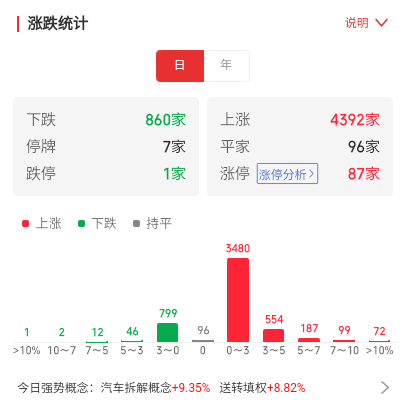 涨跌统计 说明
日 年
下跌 860家 上涨 4392家
停牌 7家 平家 96家
跌停 1家 涨停 涨停分析 87家
上涨 下跌 持平
3480
799 554
1 2 12 46 96 187 99 72
>10% 10~7 7~5 5~3 3~0 0 0~3 3~5 5~7 7~10 >10%
今日强势概念：汽车拆解概念+9.35% 送转填权+8.82%